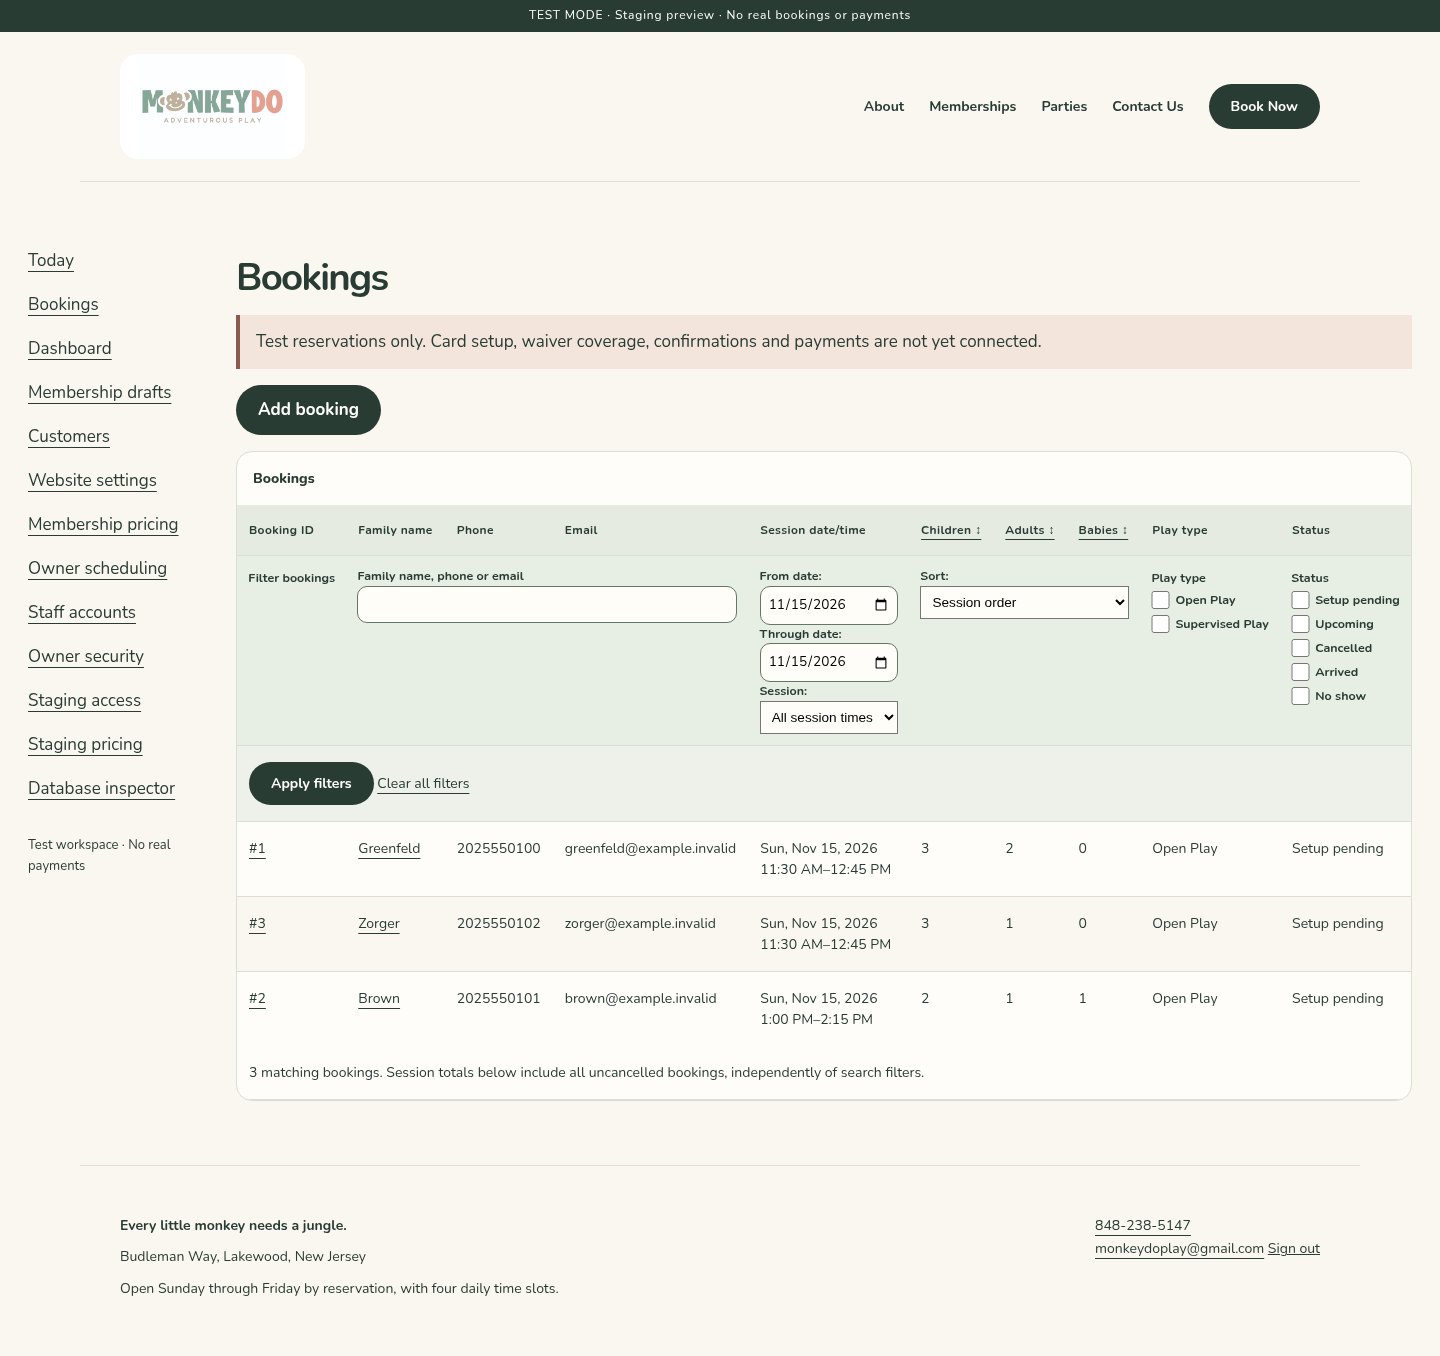 TEST MODE · Staging preview · No real bookings or payments
MONKEYDO
ADVENTUROUS PLAY
About Memberships Parties Contact Us Book Now
Today
Bookings
Dashboard
Membership drafts
Customers
Website settings
Membership pricing
Owner scheduling
Staff accounts
Owner security
Staging access
Staging pricing
Database inspector
Test workspace · No real
payments
Bookings
Test reservations only. Card setup, waiver coverage, confirmations and payments are not yet connected.
Add booking
Bookings
Booking ID Family name Phone Email Session date/time Children ↕ Adults ↕ Babies ↕ Play type Status
Filter bookings
Family name, phone or email
From date:
11/15/2026
Through date:
11/15/2026
Session:
All session times
Sort:
Session order
Play type
Open Play
Supervised Play
Status
Setup pending
Upcoming
Cancelled
Arrived
No show
Apply filters Clear all filters
#1 Greenfeld 2025550100 greenfeld@example.invalid Sun, Nov 15, 2026 3 2 0 Open Play Setup pending
11:30 AM–12:45 PM
#3 Zorger 2025550102 zorger@example.invalid Sun, Nov 15, 2026 3 1 0 Open Play Setup pending
11:30 AM–12:45 PM
#2 Brown 2025550101 brown@example.invalid Sun, Nov 15, 2026 2 1 1 Open Play Setup pending
1:00 PM–2:15 PM
3 matching bookings. Session totals below include all uncancelled bookings, independently of search filters.
Every little monkey needs a jungle.
Budleman Way, Lakewood, New Jersey
Open Sunday through Friday by reservation, with four daily time slots.
848-238-5147
monkeydoplay@gmail.com Sign out